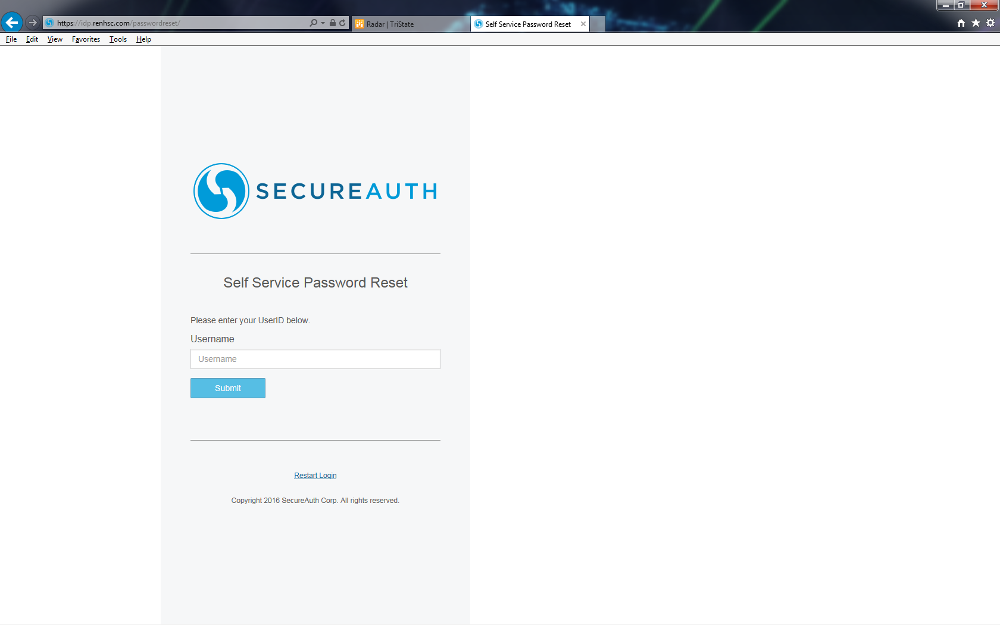 https://idp.renhsc.com/passwordreset/
Radar | TriState
Self Service Password Reset
File Edit View Favorites Tools Help
SECUREAUTH
Self Service Password Reset
Please enter your UserID below.
Username
Username
Submit
Restart Login
Copyright 2016 SecureAuth Corp. All rights reserved.